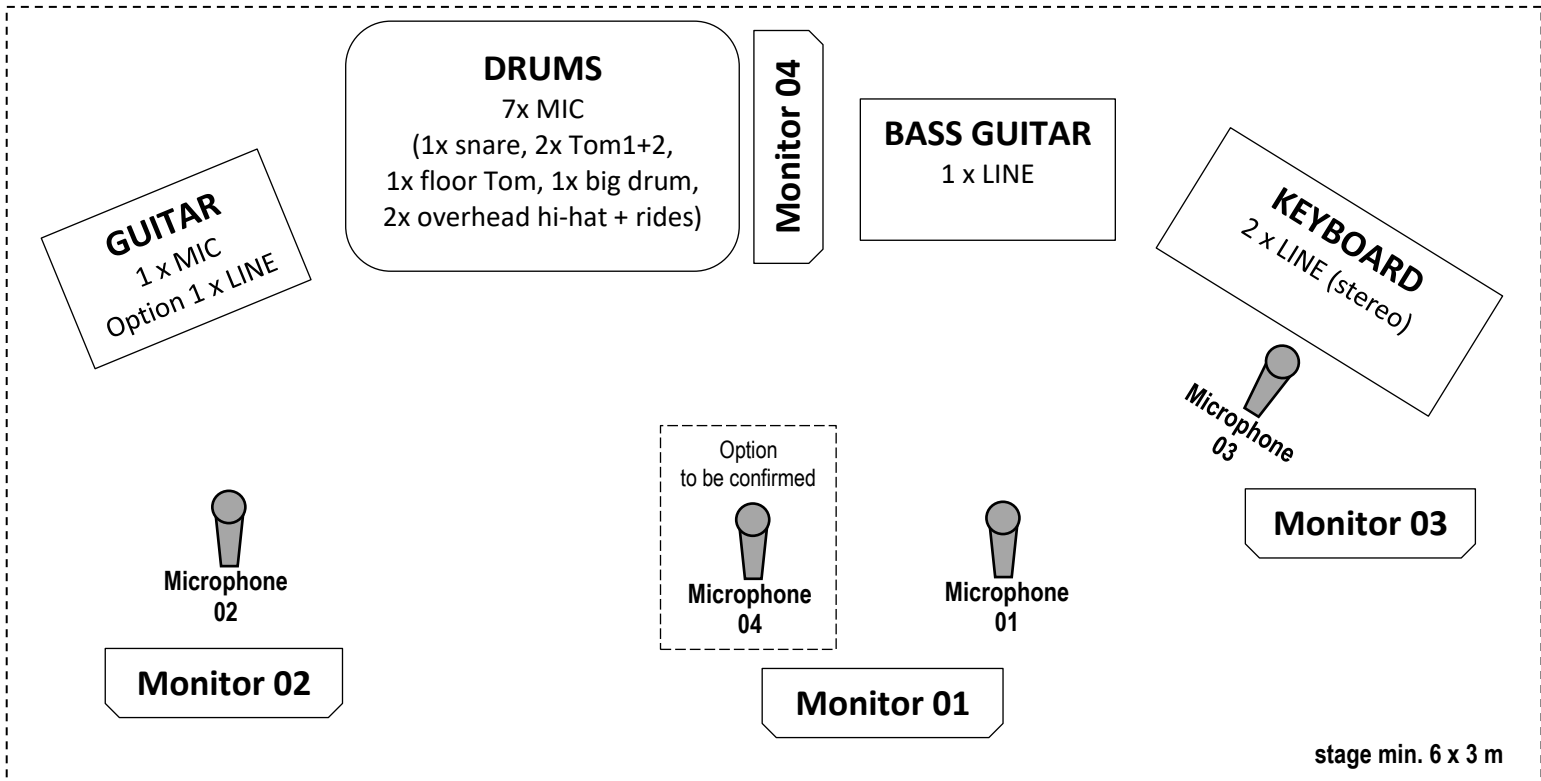 DRUMS
7x MIC
(1x snare, 2x Tom1+2,
1x floor Tom, 1x big drum,
2x overhead hi-hat + rides)
Monitor 04
BASS GUITAR
1 x LINE
KEYBOARD
2 x LINE (stereo)
GUITAR
1 x MIC
Option 1 x LINE
Microphone
03
Monitor 03
Microphone
02
Monitor 02
Option
to be confirmed
Microphone
04
Microphone
01
Monitor 01
stage min. 6 x 3 m